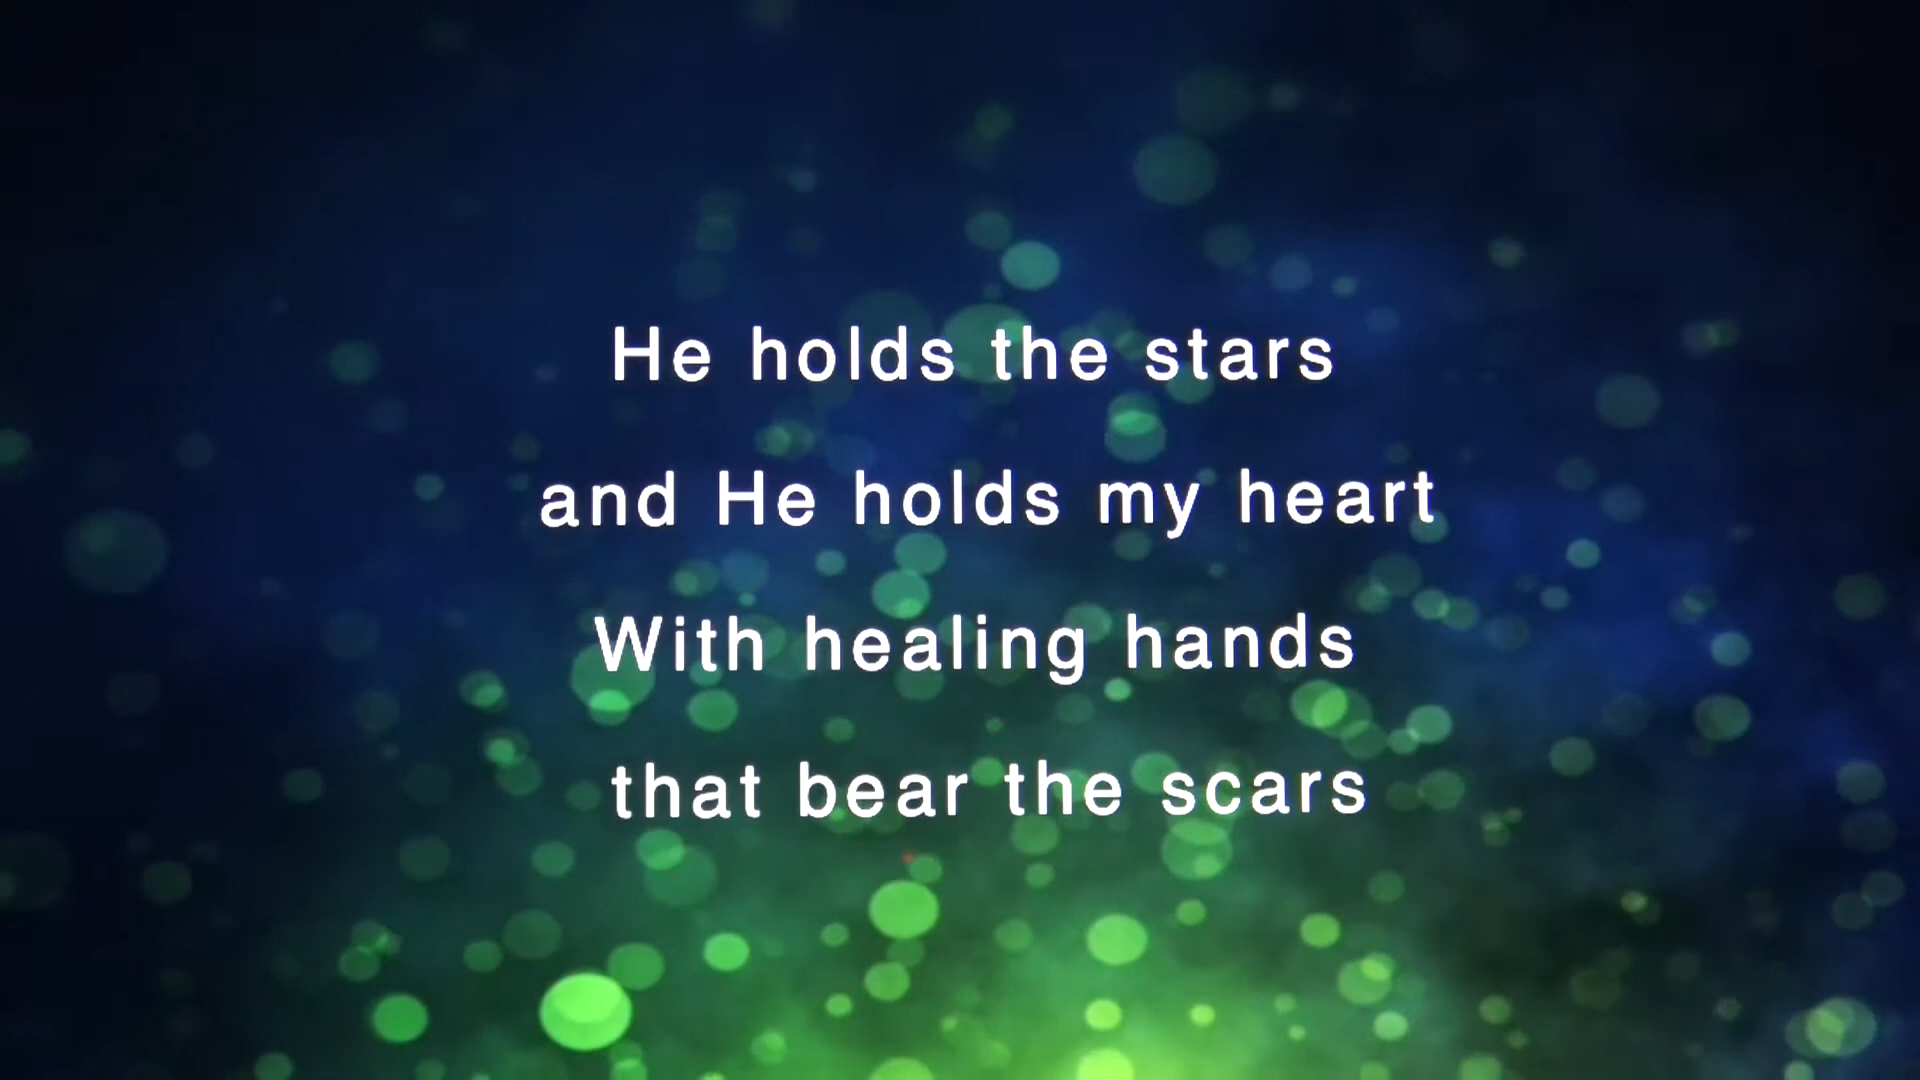 He holds the stars
and He holds my heart
With healing hands
that bear the scars